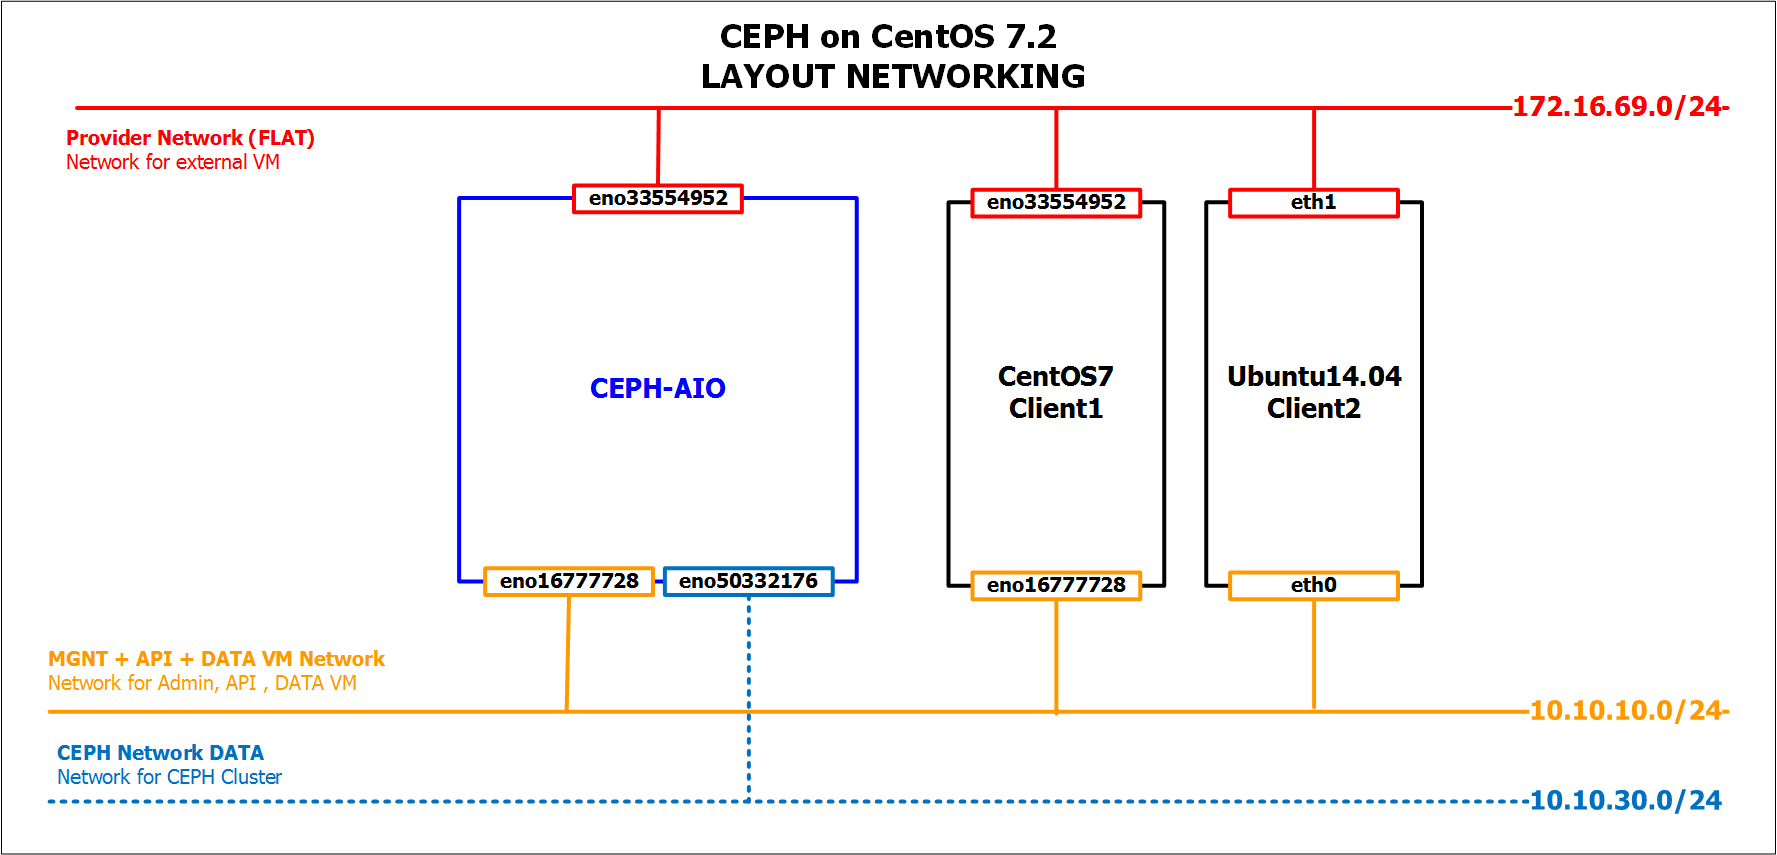 CEPH on CentOS 7.2
LAYOUT NETWORKING
172.16.69.0/24-
Provider Network (FLAT)
Network for external VM
eno33554952
eno33554952
eth1
CEPH-AIO
CentOS7
Client1
Ubuntu14.04
Client2
eno16777728
eno50332176
eno16777728
eth0
MGNT + API + DATA VM Network
Network for Admin, API , DATA VM
10.10.10.0/24-
CEPH Network DATA
Network for CEPH Cluster
10.10.30.0/24